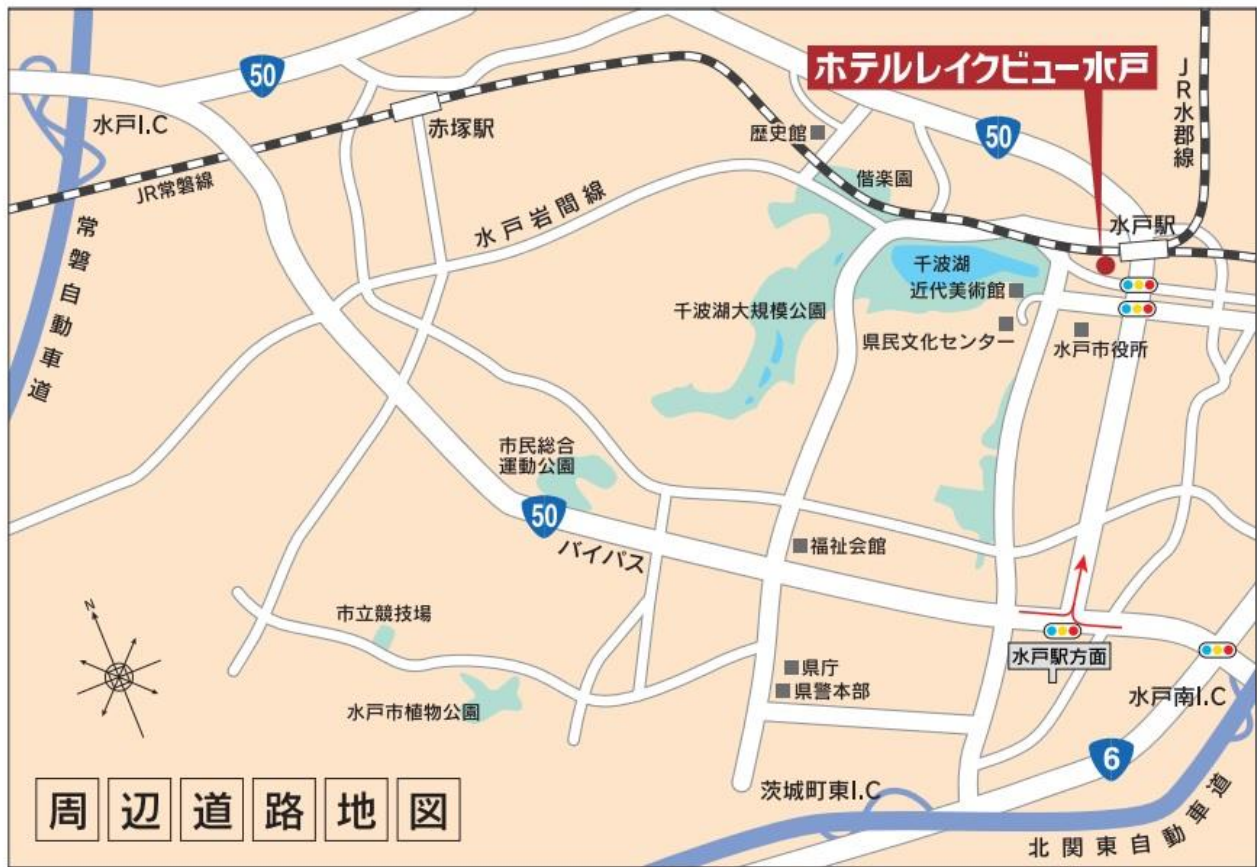 50
ホテルレイクビュー水戸
JR水郡線
水戸I.C
赤塚駅
歴史館
50
JR常磐線
偕楽園
水戸岩間線
水戸駅
常磐自動車道
千波湖
近代美術館
千波湖大規模公園
県民文化センター
水戸市役所
市民総合
運動公園
50
バイパス
福祉会館
市立競技場
N
水戸駅方面
県庁
県警本部
水戸南I.C
水戸市植物公園
6
茨城町東I.C
北関東自動車道
周辺道路地図